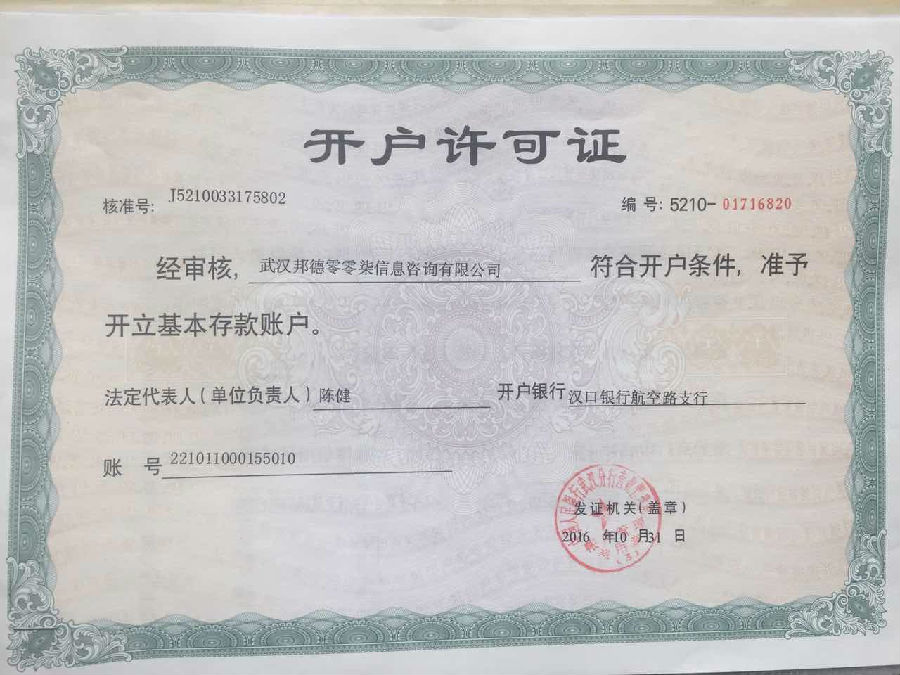 开户许可证
核准号: J5210033175802
编 号: 5210-01716820
经审核, 武汉邦德零零柒信息咨询有限公司 符合开户条件, 准予
开立基本存款账户。
法定代表人(单位负责人) 陈健 开户银行 汉口银行航空路支行
账 号 221011000155010
发证机关(盖章)
2016 年10 月31 日